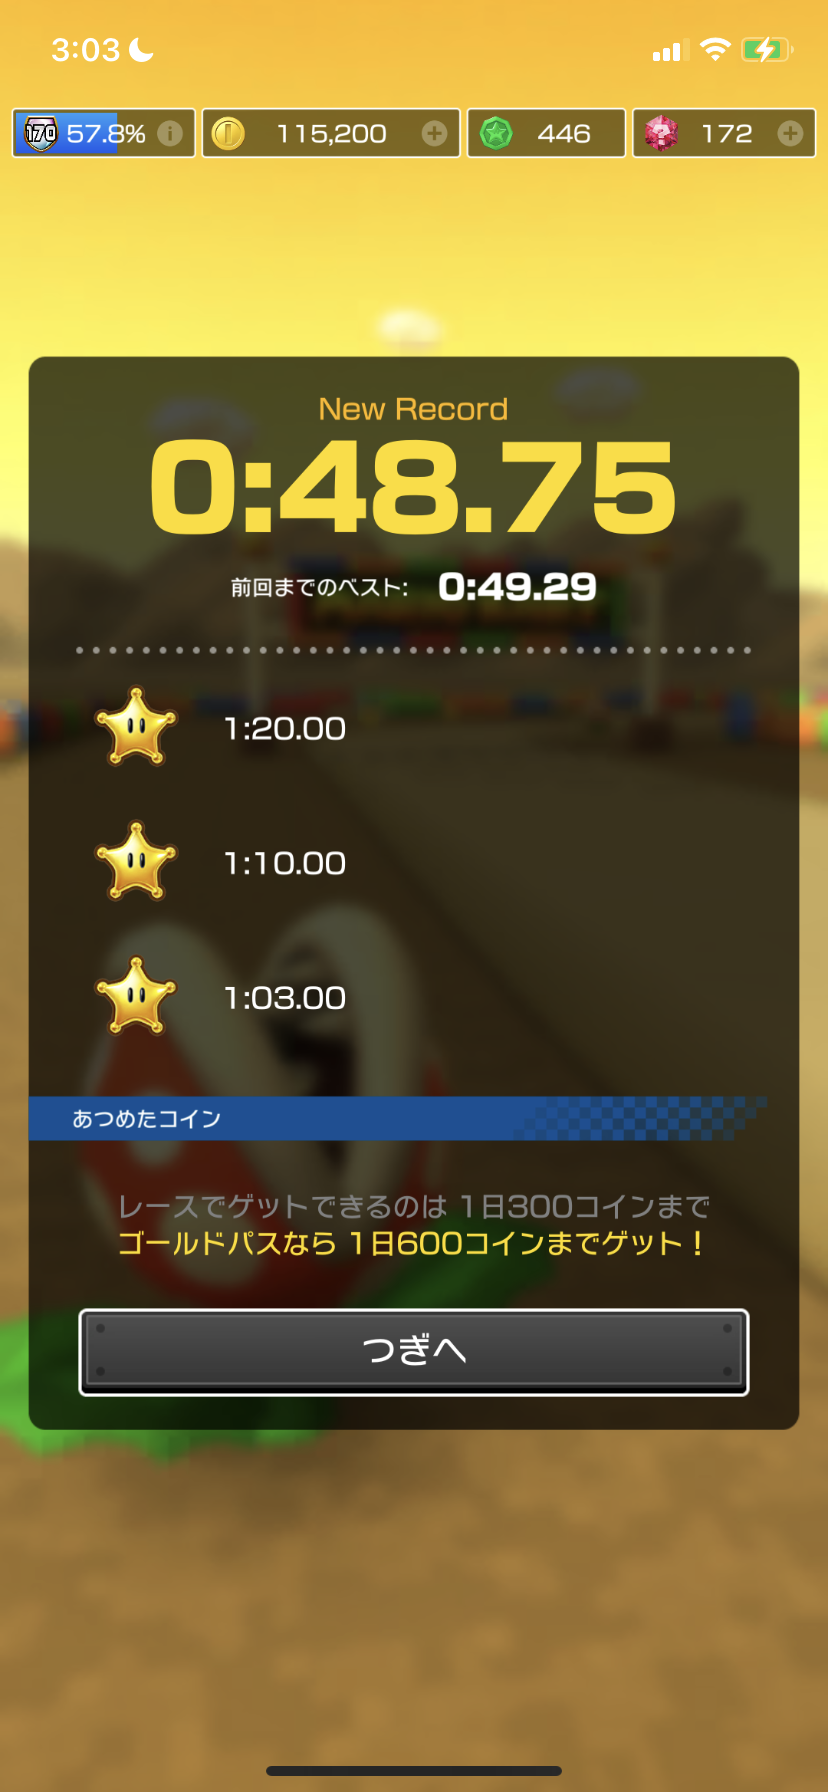 3:03
170 57.8% i 115,200 + 446 172 +
New Record
0:48.75
前回までのベスト: 0:49.29
1:20.00
1:10.00
1:03.00
あつめたコイン
レースでゲットできるのは 1日300コインまで
ゴールドパスなら 1日600コインまでゲット！
つぎへ